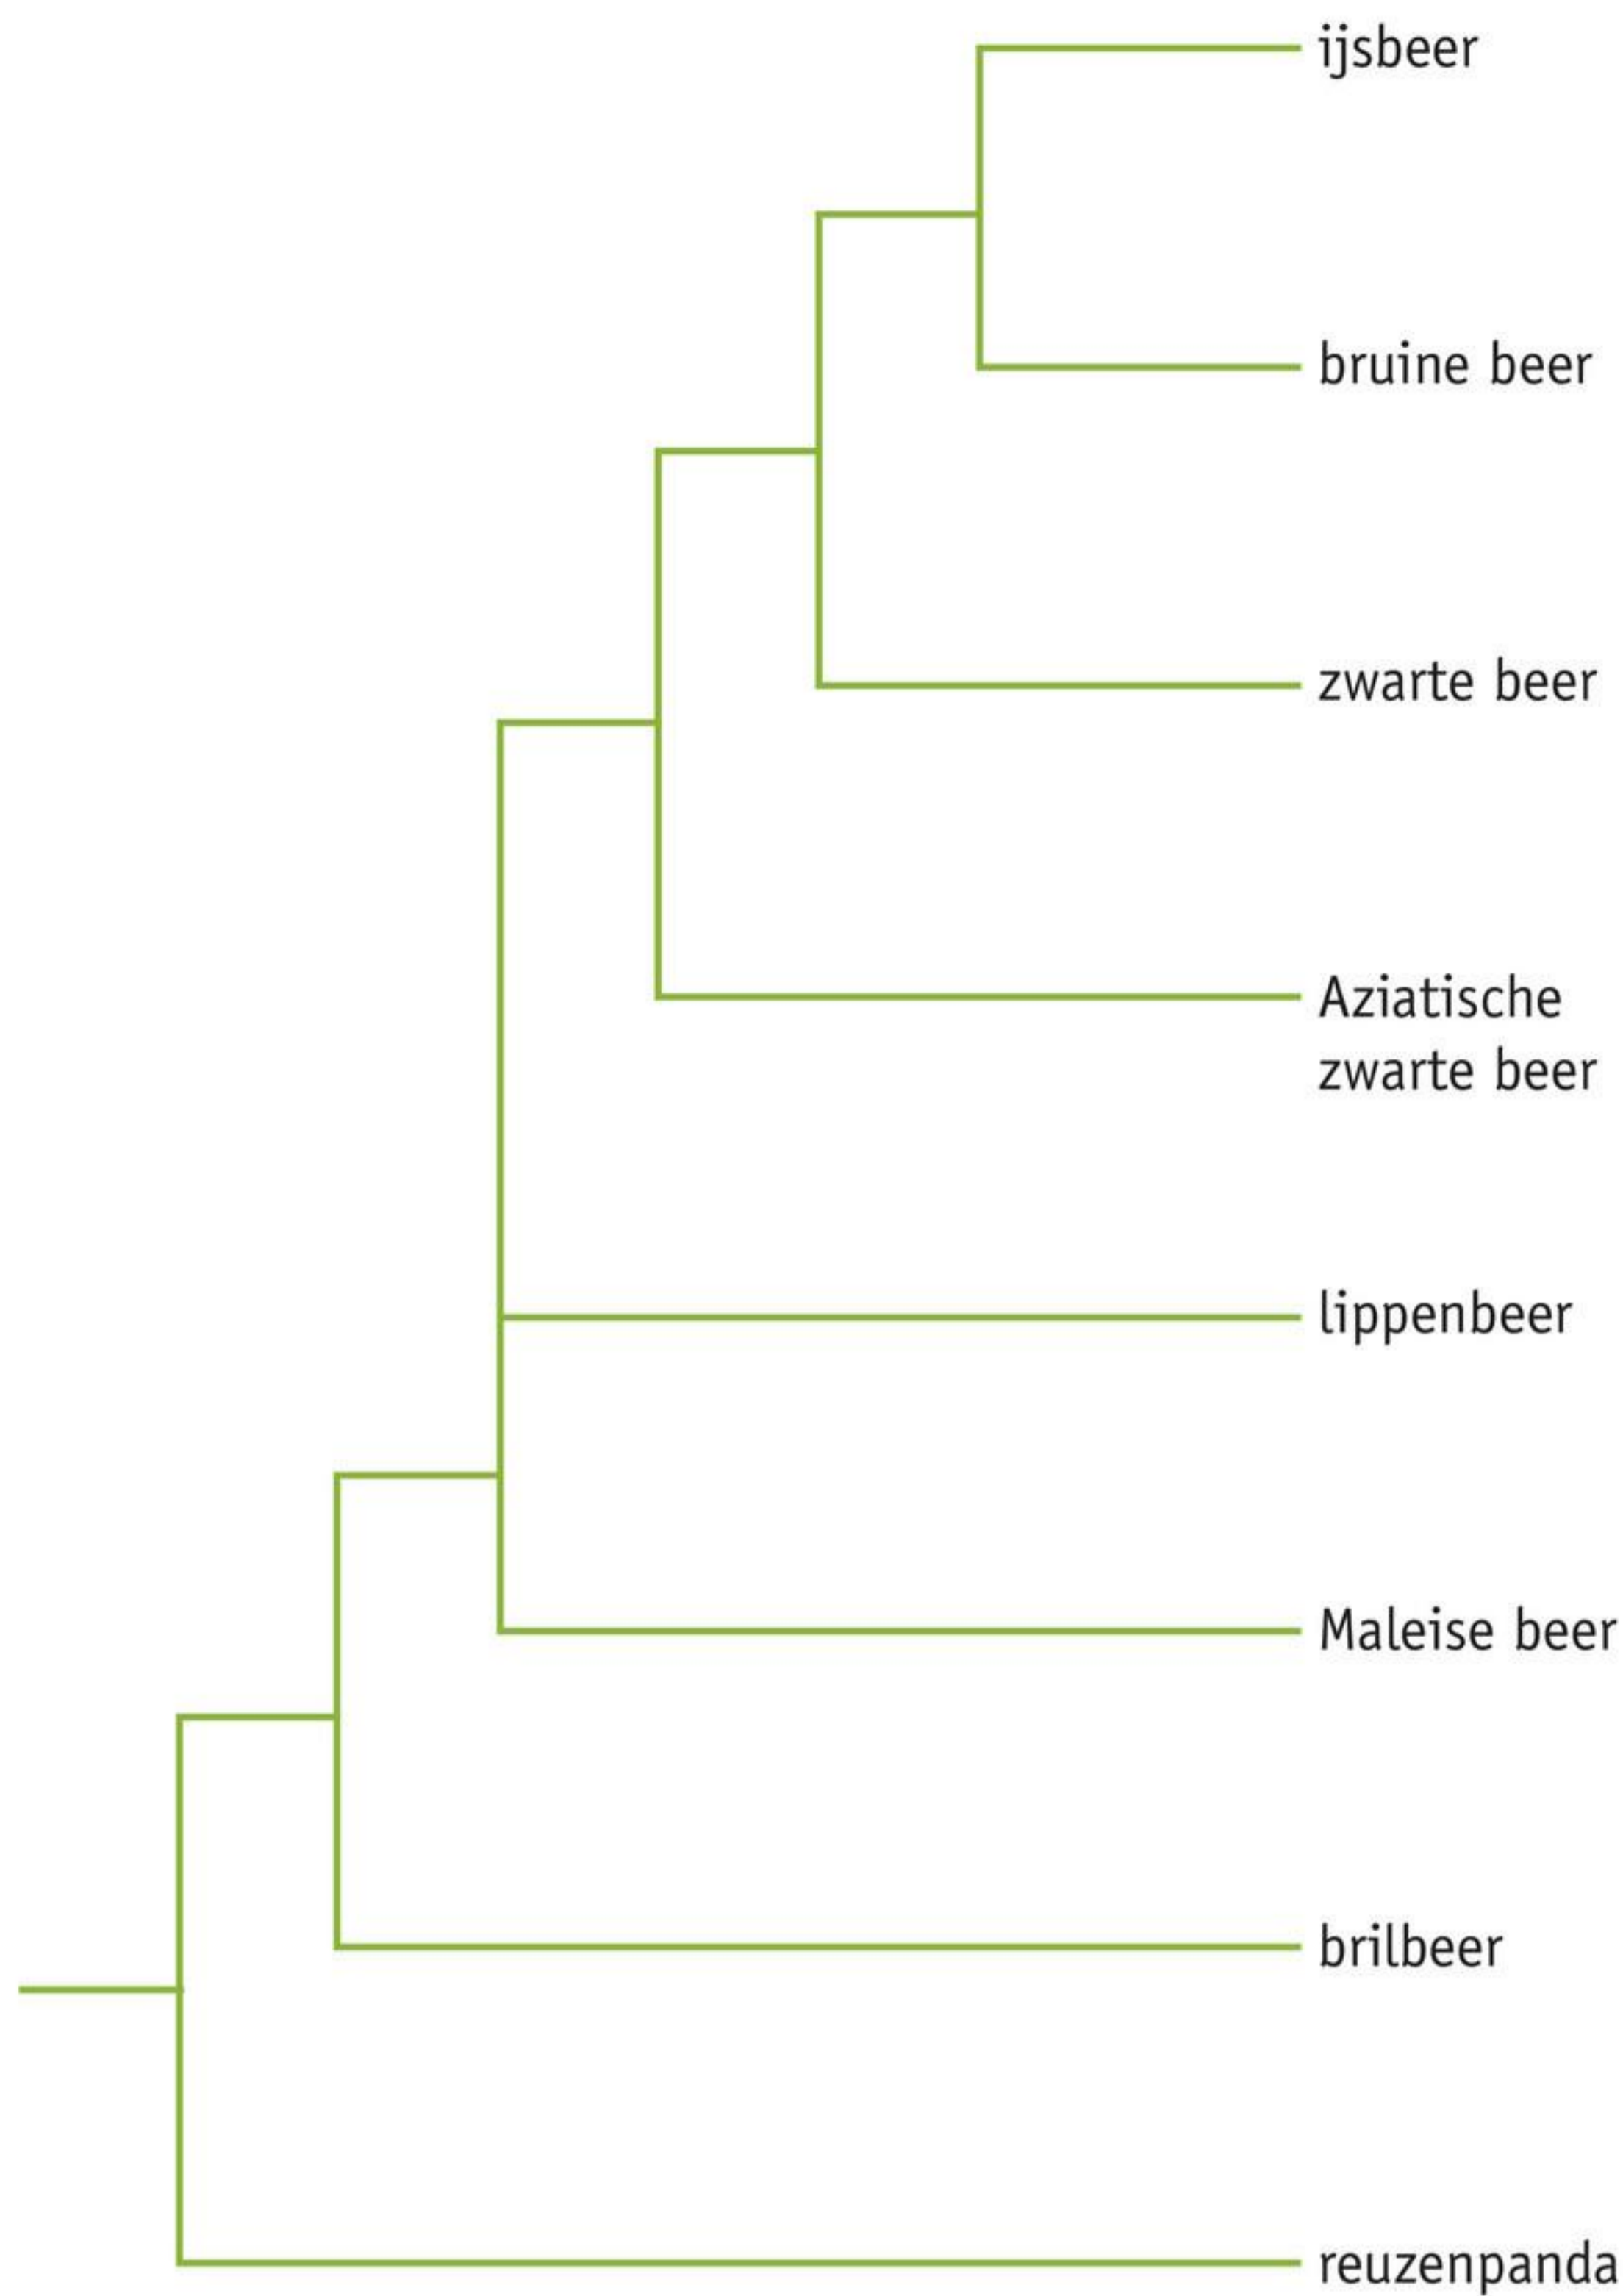 ijsbeer
bruine beer
zwarte beer
Aziatische
zwarte beer
lippenbeer
Maleise beer
brilbeer
reuzenpanda